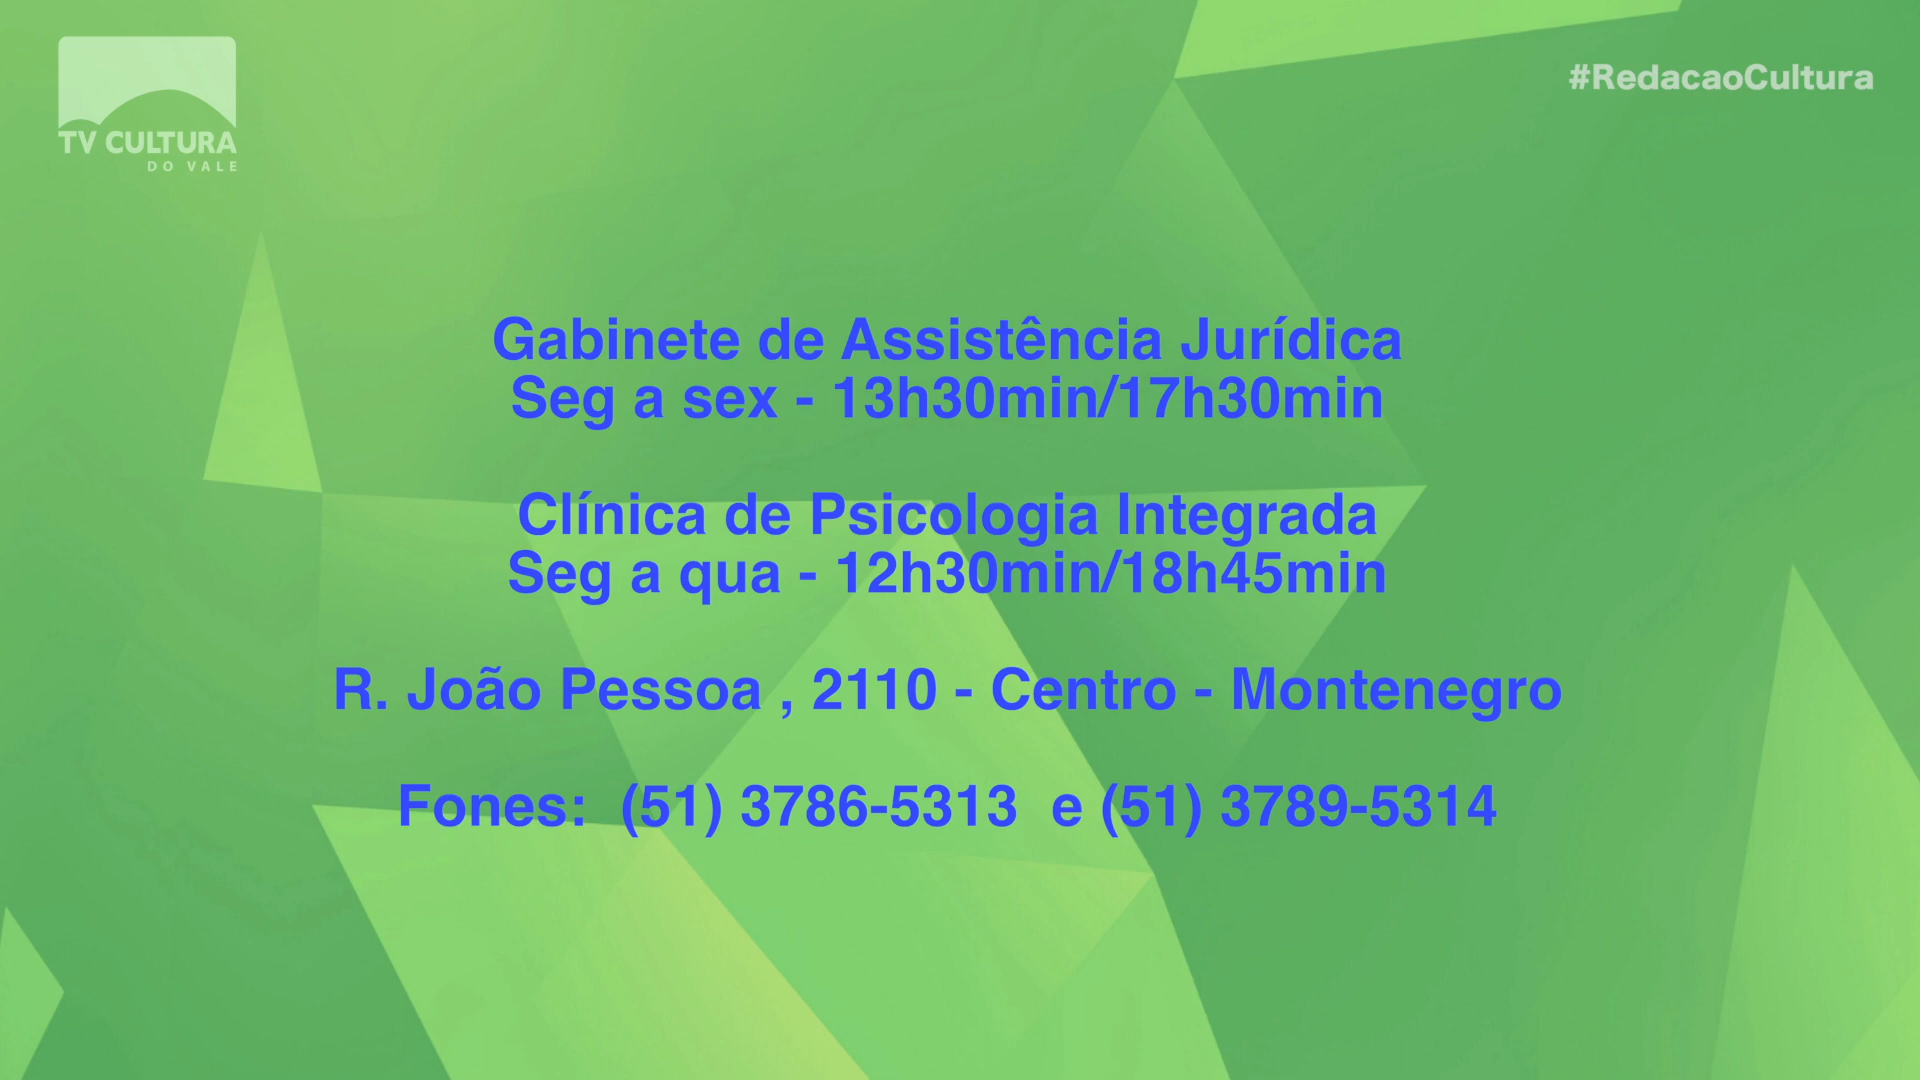 TV CULTURA
DO VALE
#RedacaoCultura
Gabinete de Assistência Jurídica
Seg a sex - 13h30min/17h30min
Clínica de Psicologia Integrada
Seg a qua - 12h30min/18h45min
R. João Pessoa , 2110 - Centro - Montenegro
Fones:  (51) 3786-5313  e (51) 3789-5314